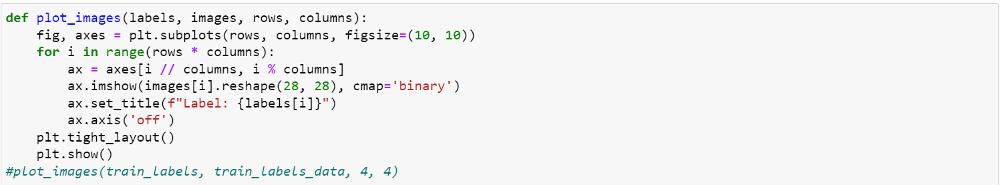 def plot_images(labels, images, rows, columns):
    fig, axes = plt.subplots(rows, columns, figsize=(10, 10))
    for i in range(rows * columns):
        ax = axes[i // columns, i % columns]
        ax.imshow(images[i].reshape(28, 28), cmap='binary')
        ax.set_title(f"Label: {labels[i]}")
        ax.axis('off')
    plt.tight_layout()
    plt.show()
#plot_images(train_labels, train_labels_data, 4, 4)